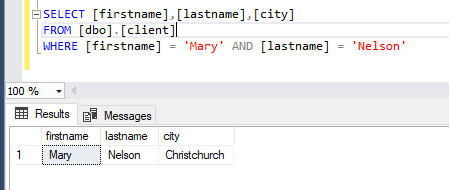 SELECT [firstname],[lastname],[city]
FROM [dbo].[client]
WHERE [firstname] = 'Mary' AND [lastname] = 'Nelson'
100 %
Results Messages
firstname lastname city
1 Mary Nelson Christchurch